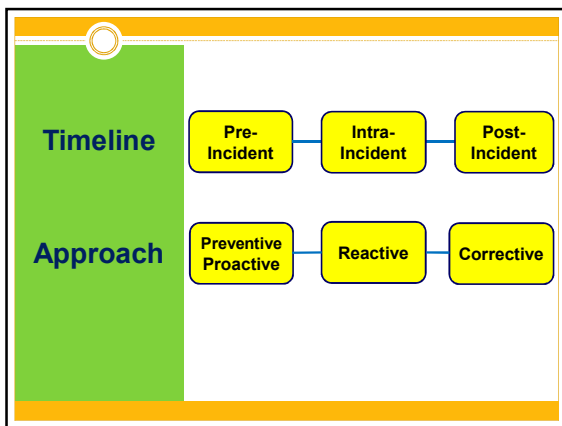 Timeline
Pre-
Incident
Intra-
Incident
Post-
Incident
Approach
Preventive
Proactive
Reactive
Corrective